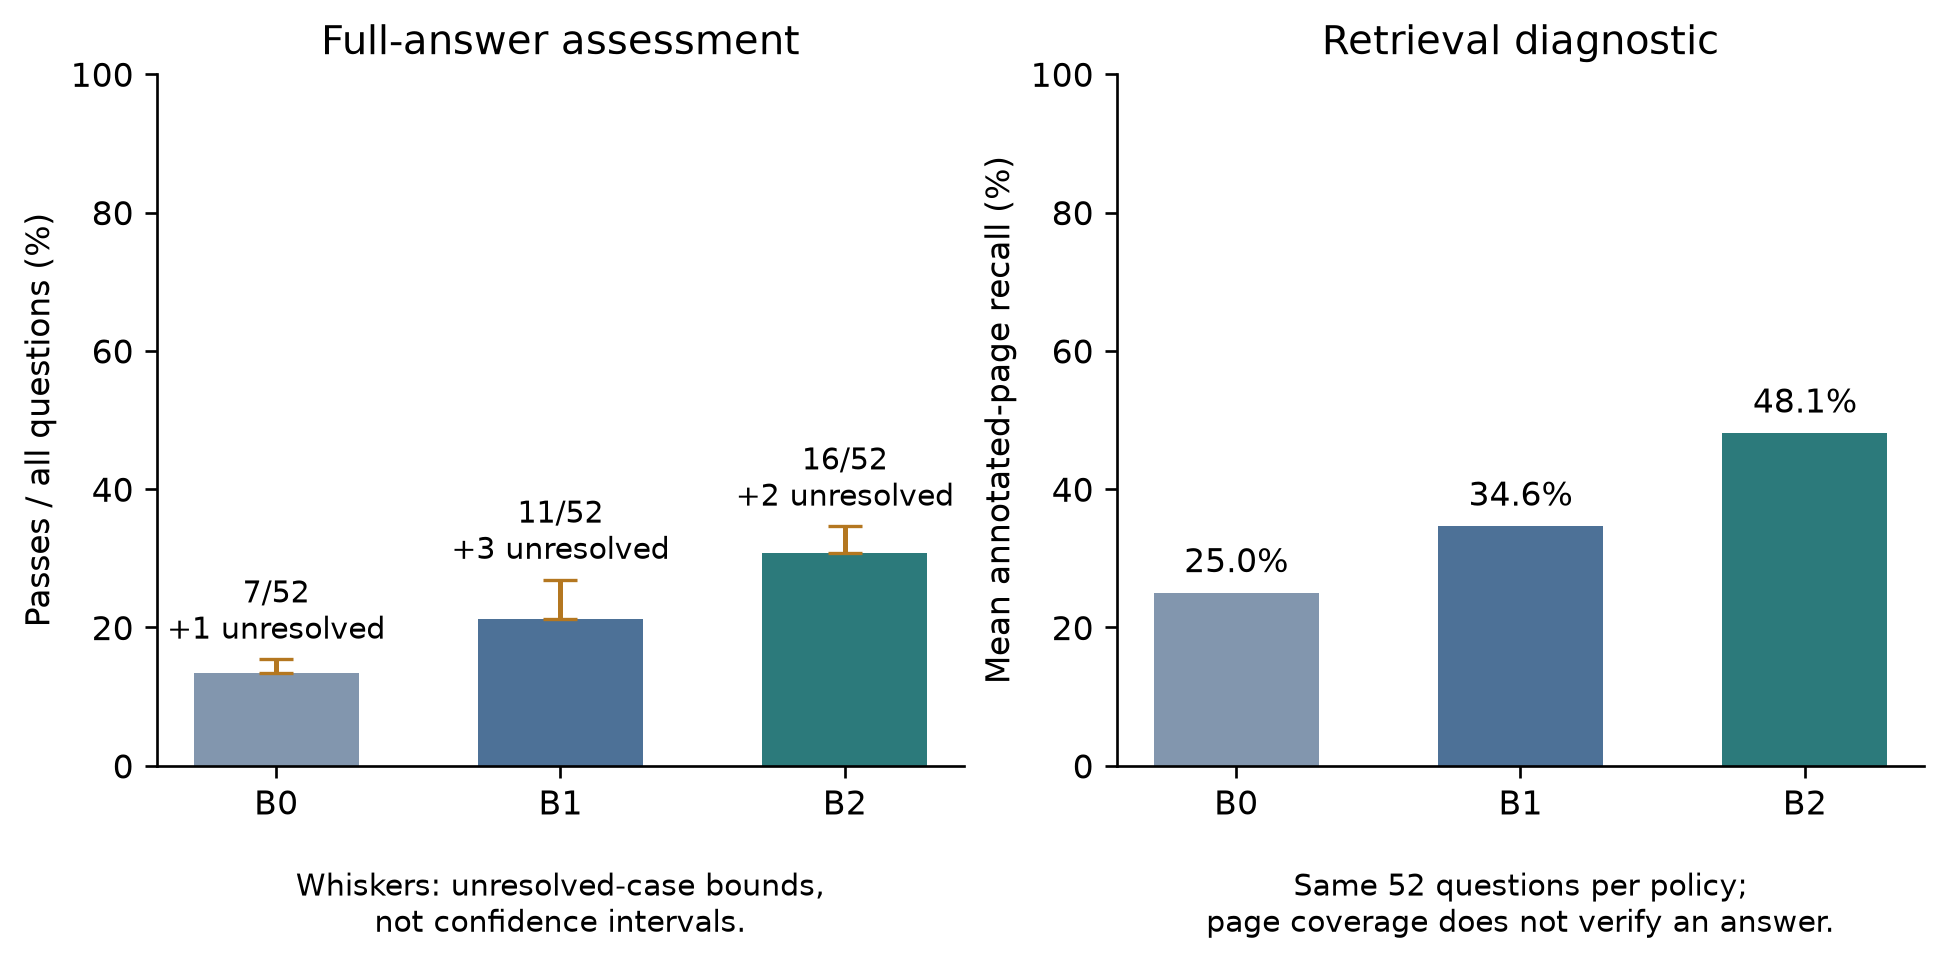 Full-answer assessment
Passes / all questions (%)
100
80
60
40
20
0
7/52
+1 unresolved
11/52
+3 unresolved
16/52
+2 unresolved
B0
B1
B2
Whiskers: unresolved-case bounds,
not confidence intervals.
Retrieval diagnostic
Mean annotated-page recall (%)
100
80
60
40
20
0
25.0%
34.6%
48.1%
B0
B1
B2
Same 52 questions per policy;
page coverage does not verify an answer.